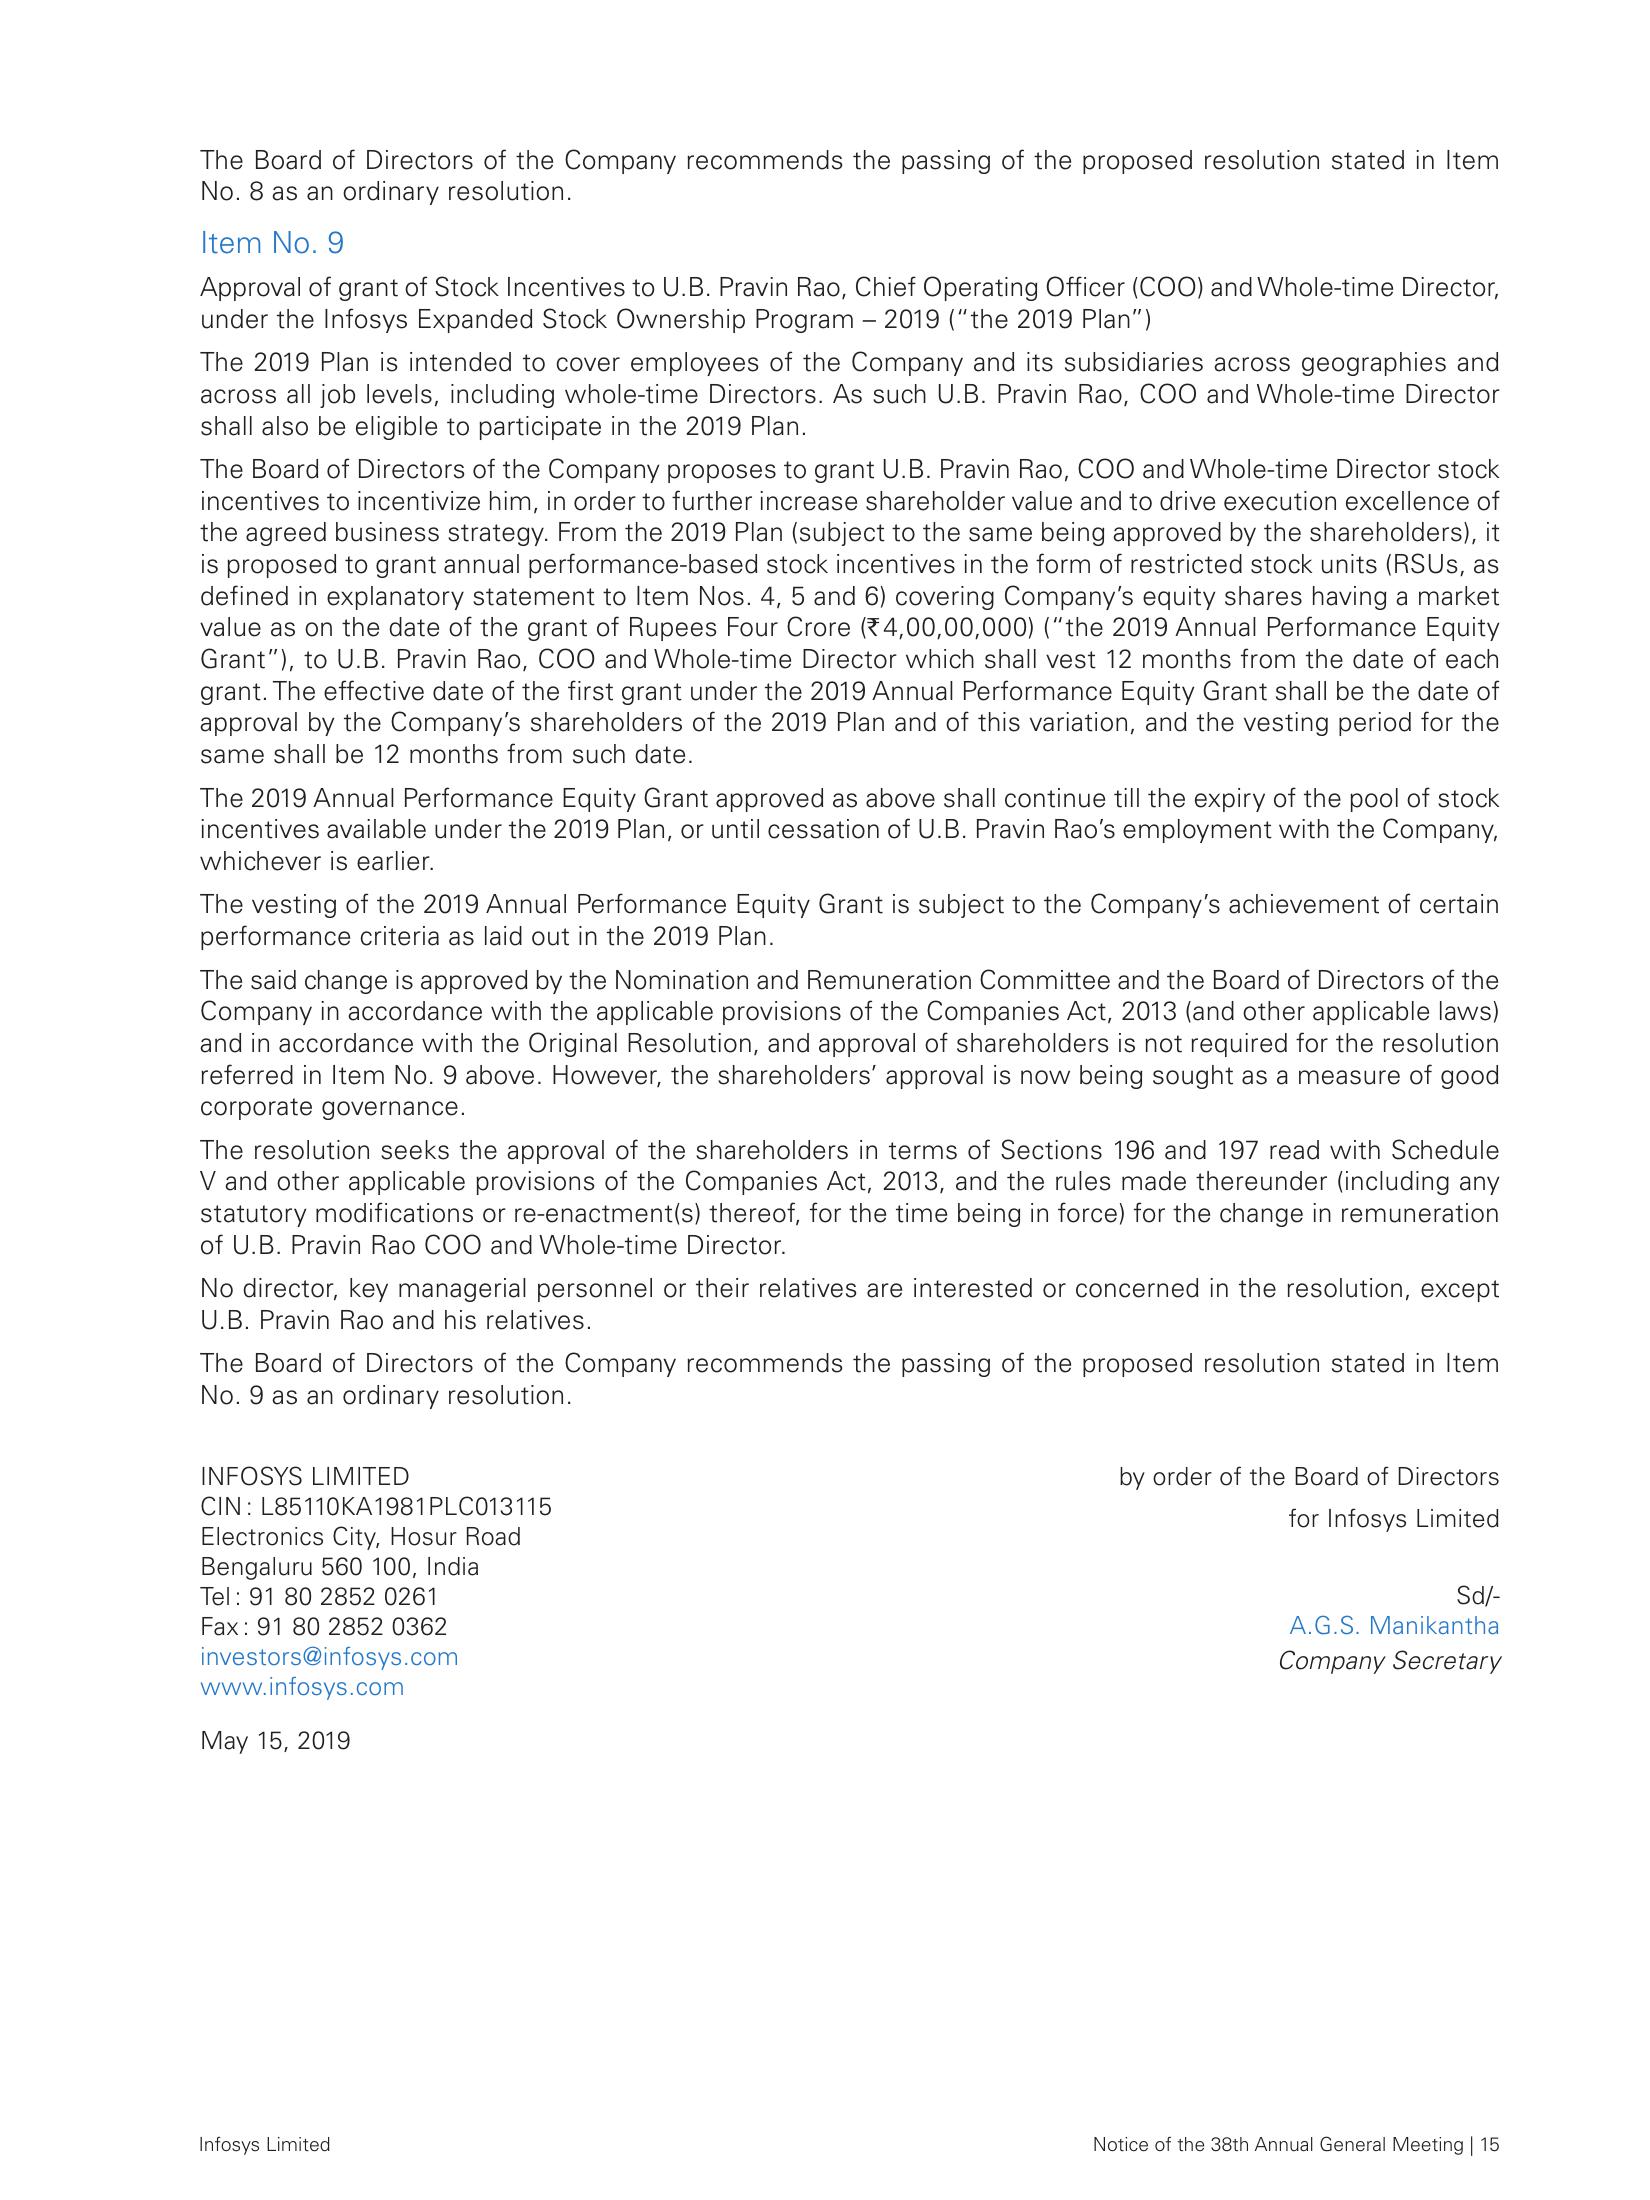 The Board of Directors of the Company recommends the passing of the proposed resolution stated in Item
No. 8 as an ordinary resolution.
Item No. 9
Approval of grant of Stock Incentives to U.B. Pravin Rao, Chief Operating Officer (COO) and Whole-time Director,
under the Infosys Expanded Stock Ownership Program – 2019 (“the 2019 Plan”)
The 2019 Plan is intended to cover employees of the Company and its subsidiaries across geographies and
across all job levels, including whole-time Directors. As such U.B. Pravin Rao, COO and Whole-time Director
shall also be eligible to participate in the 2019 Plan.
The Board of Directors of the Company proposes to grant U.B. Pravin Rao, COO and Whole-time Director stock
incentives to incentivize him, in order to further increase shareholder value and to drive execution excellence of
the agreed business strategy. From the 2019 Plan (subject to the same being approved by the shareholders), it
is proposed to grant annual performance-based stock incentives in the form of restricted stock units (RSUs, as
defined in explanatory statement to Item Nos. 4, 5 and 6) covering Company’s equity shares having a market
value as on the date of the grant of Rupees Four Crore (₹4,00,00,000) (“the 2019 Annual Performance Equity
Grant”), to U.B. Pravin Rao, COO and Whole-time Director which shall vest 12 months from the date of each
grant. The effective date of the first grant under the 2019 Annual Performance Equity Grant shall be the date of
approval by the Company’s shareholders of the 2019 Plan and of this variation, and the vesting period for the
same shall be 12 months from such date.
The 2019 Annual Performance Equity Grant approved as above shall continue till the expiry of the pool of stock
incentives available under the 2019 Plan, or until cessation of U.B. Pravin Rao’s employment with the Company,
whichever is earlier.
The vesting of the 2019 Annual Performance Equity Grant is subject to the Company’s achievement of certain
performance criteria as laid out in the 2019 Plan.
The said change is approved by the Nomination and Remuneration Committee and the Board of Directors of the
Company in accordance with the applicable provisions of the Companies Act, 2013 (and other applicable laws)
and in accordance with the Original Resolution, and approval of shareholders is not required for the resolution
referred in Item No. 9 above. However, the shareholders’ approval is now being sought as a measure of good
corporate governance.
The resolution seeks the approval of the shareholders in terms of Sections 196 and 197 read with Schedule
V and other applicable provisions of the Companies Act, 2013, and the rules made thereunder (including any
statutory modifications or re-enactment(s) thereof, for the time being in force) for the change in remuneration
of U.B. Pravin Rao COO and Whole-time Director.
No director, key managerial personnel or their relatives are interested or concerned in the resolution, except
U.B. Pravin Rao and his relatives.
The Board of Directors of the Company recommends the passing of the proposed resolution stated in Item
No. 9 as an ordinary resolution.
INFOSYS LIMITED
CIN : L85110KA1981PLC013115
Electronics City, Hosur Road
Bengaluru 560 100, India
Tel : 91 80 2852 0261
Fax : 91 80 2852 0362
investors@infosys.com
www.infosys.com
May 15, 2019
by order of the Board of Directors
for Infosys Limited
Sd/-
A.G.S. Manikantha
Company Secretary
Infosys Limited
Notice of the 38th Annual General Meeting | 15